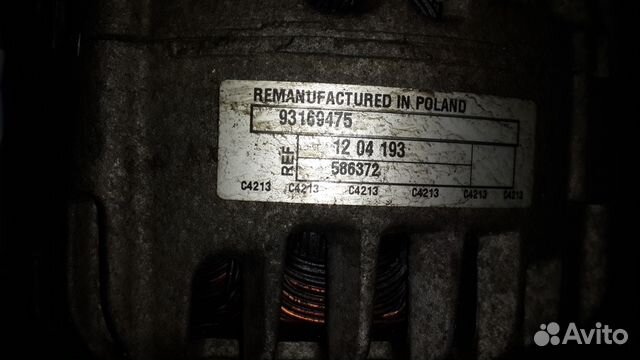 REMANUFACTURED IN POLAND
93169475
REF
12 04 193
586372
C4213 C4213 C4213 C4213 C4213 C4213
Avito